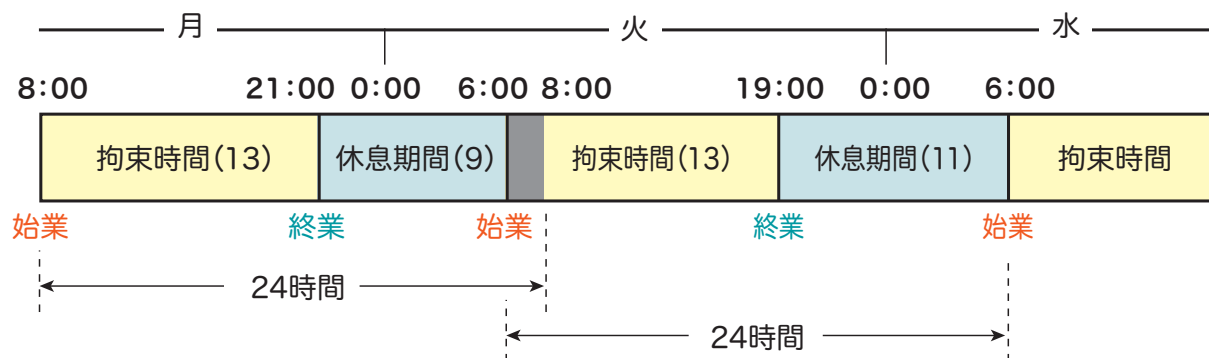 月 火 水
8:00 21:00 0:00 6:00 8:00 19:00 0:00 6:00
拘束時間(13) 休息期間(9) 拘束時間(13) 休息期間(11) 拘束時間
始業 終業 始業 終業 始業
24時間
24時間